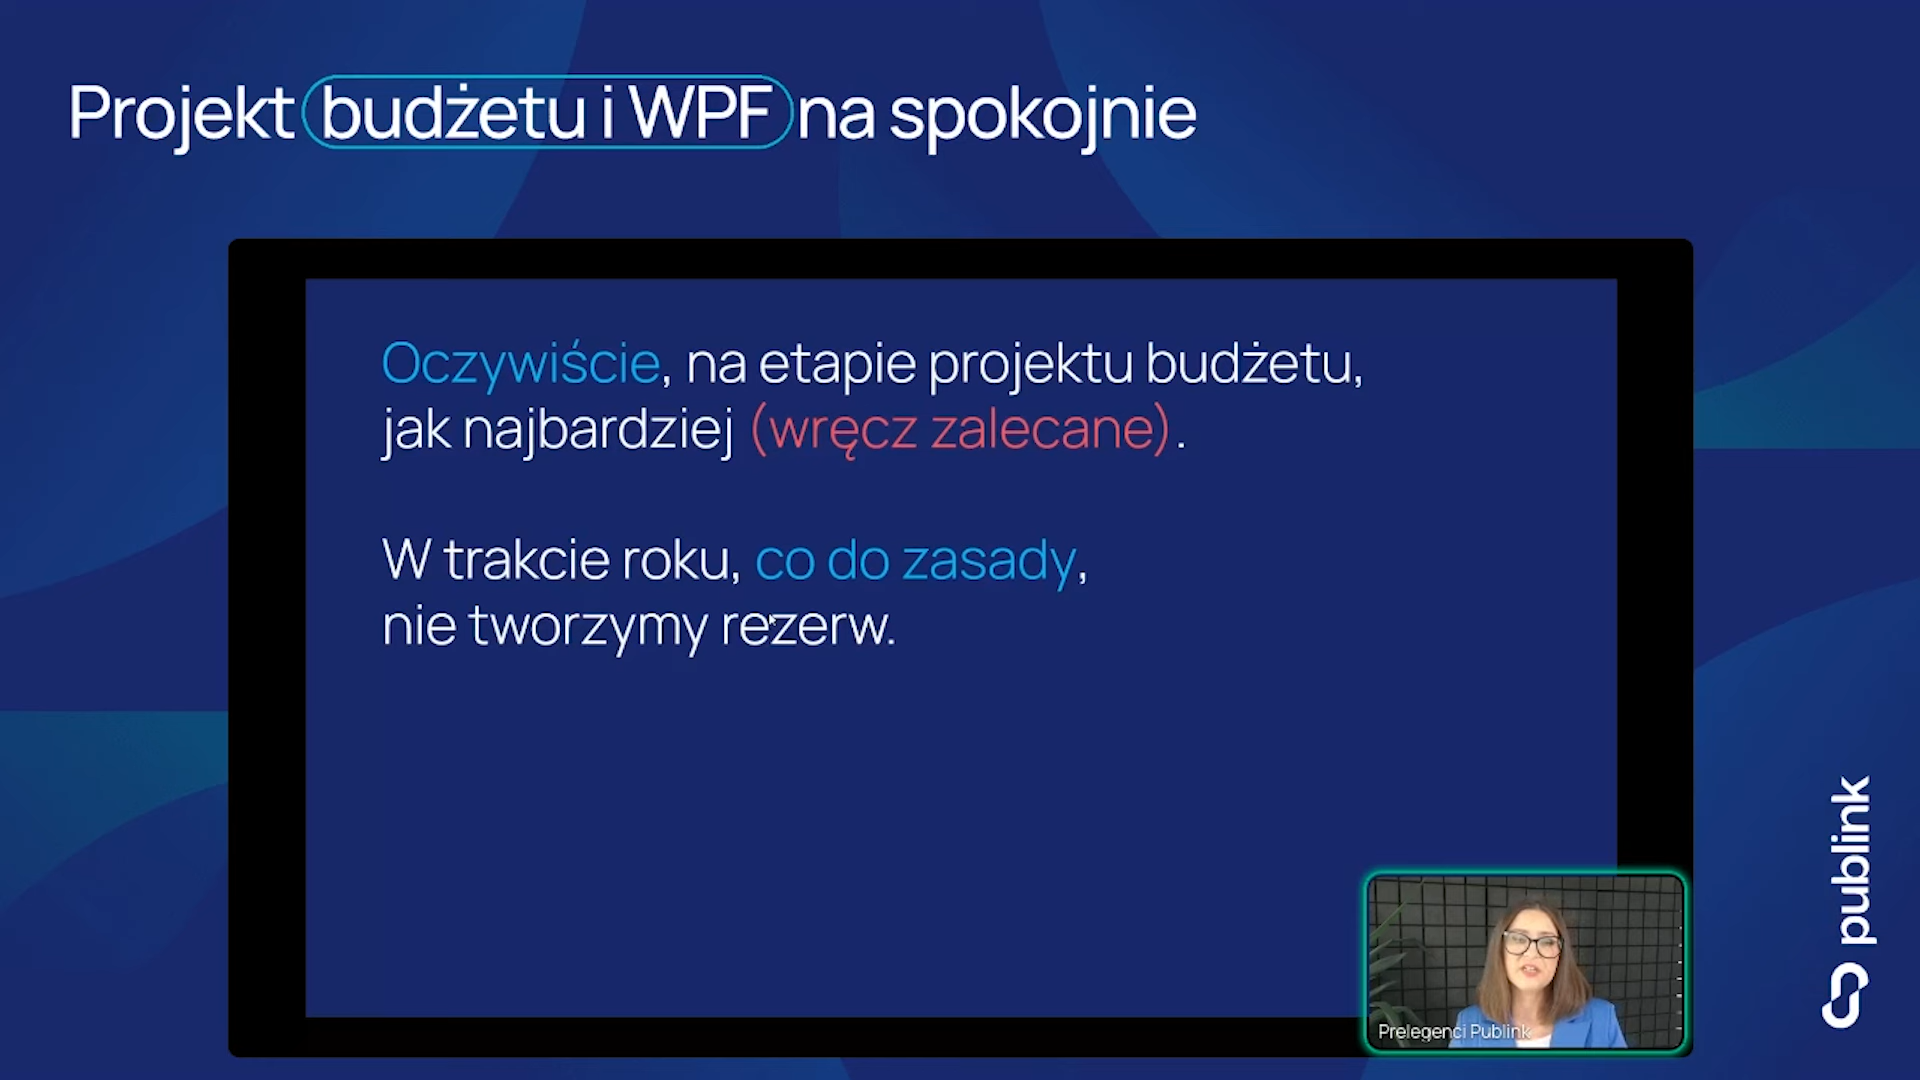 Projekt budżetu i WPF na spokojnie
Oczywiście, na etapie projektu budżetu,
jak najbardziej (wręcz zalecane).
W trakcie roku, co do zasady,
nie tworzymy rezerw.
Prelegenci Publink
publink